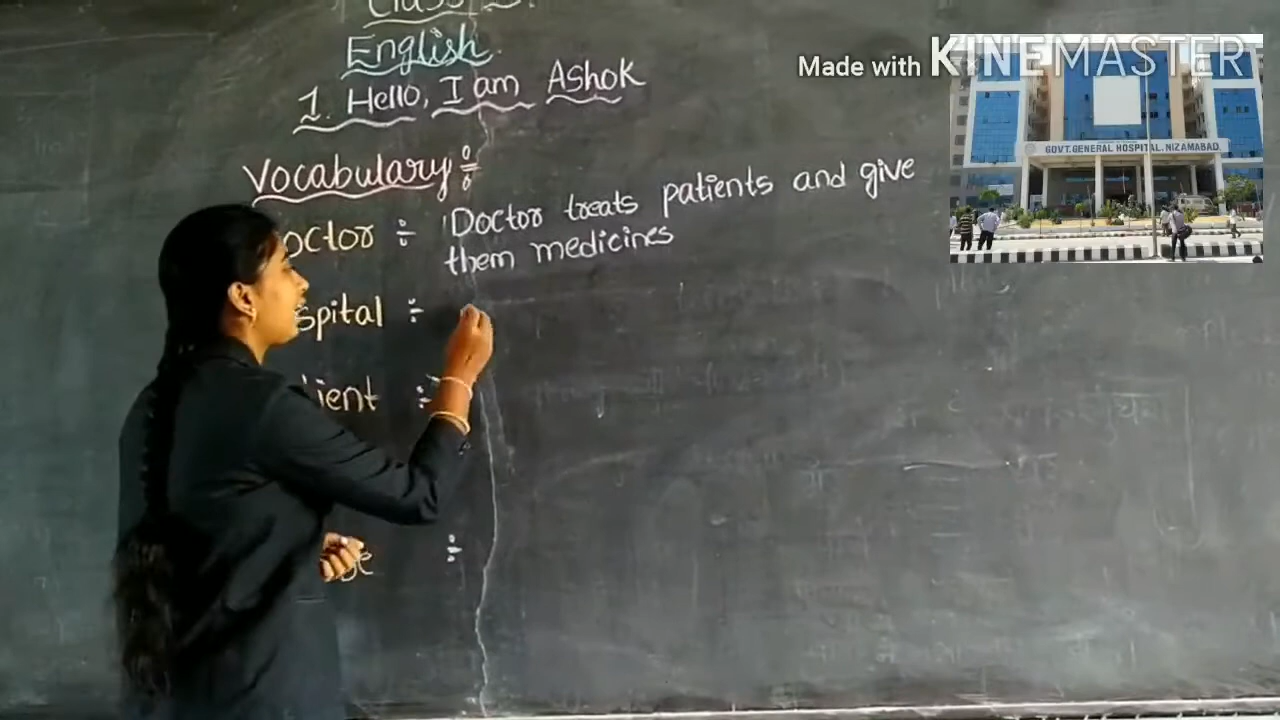 English.
1. Hello, I am Ashok
Vocabulary:
octor ÷ Doctor treats patients and give
them medicines
spital ÷
ient ÷
÷
Made with KINEMASTER
GOVT.GENERAL HOSPITAL, NIZAMABAD